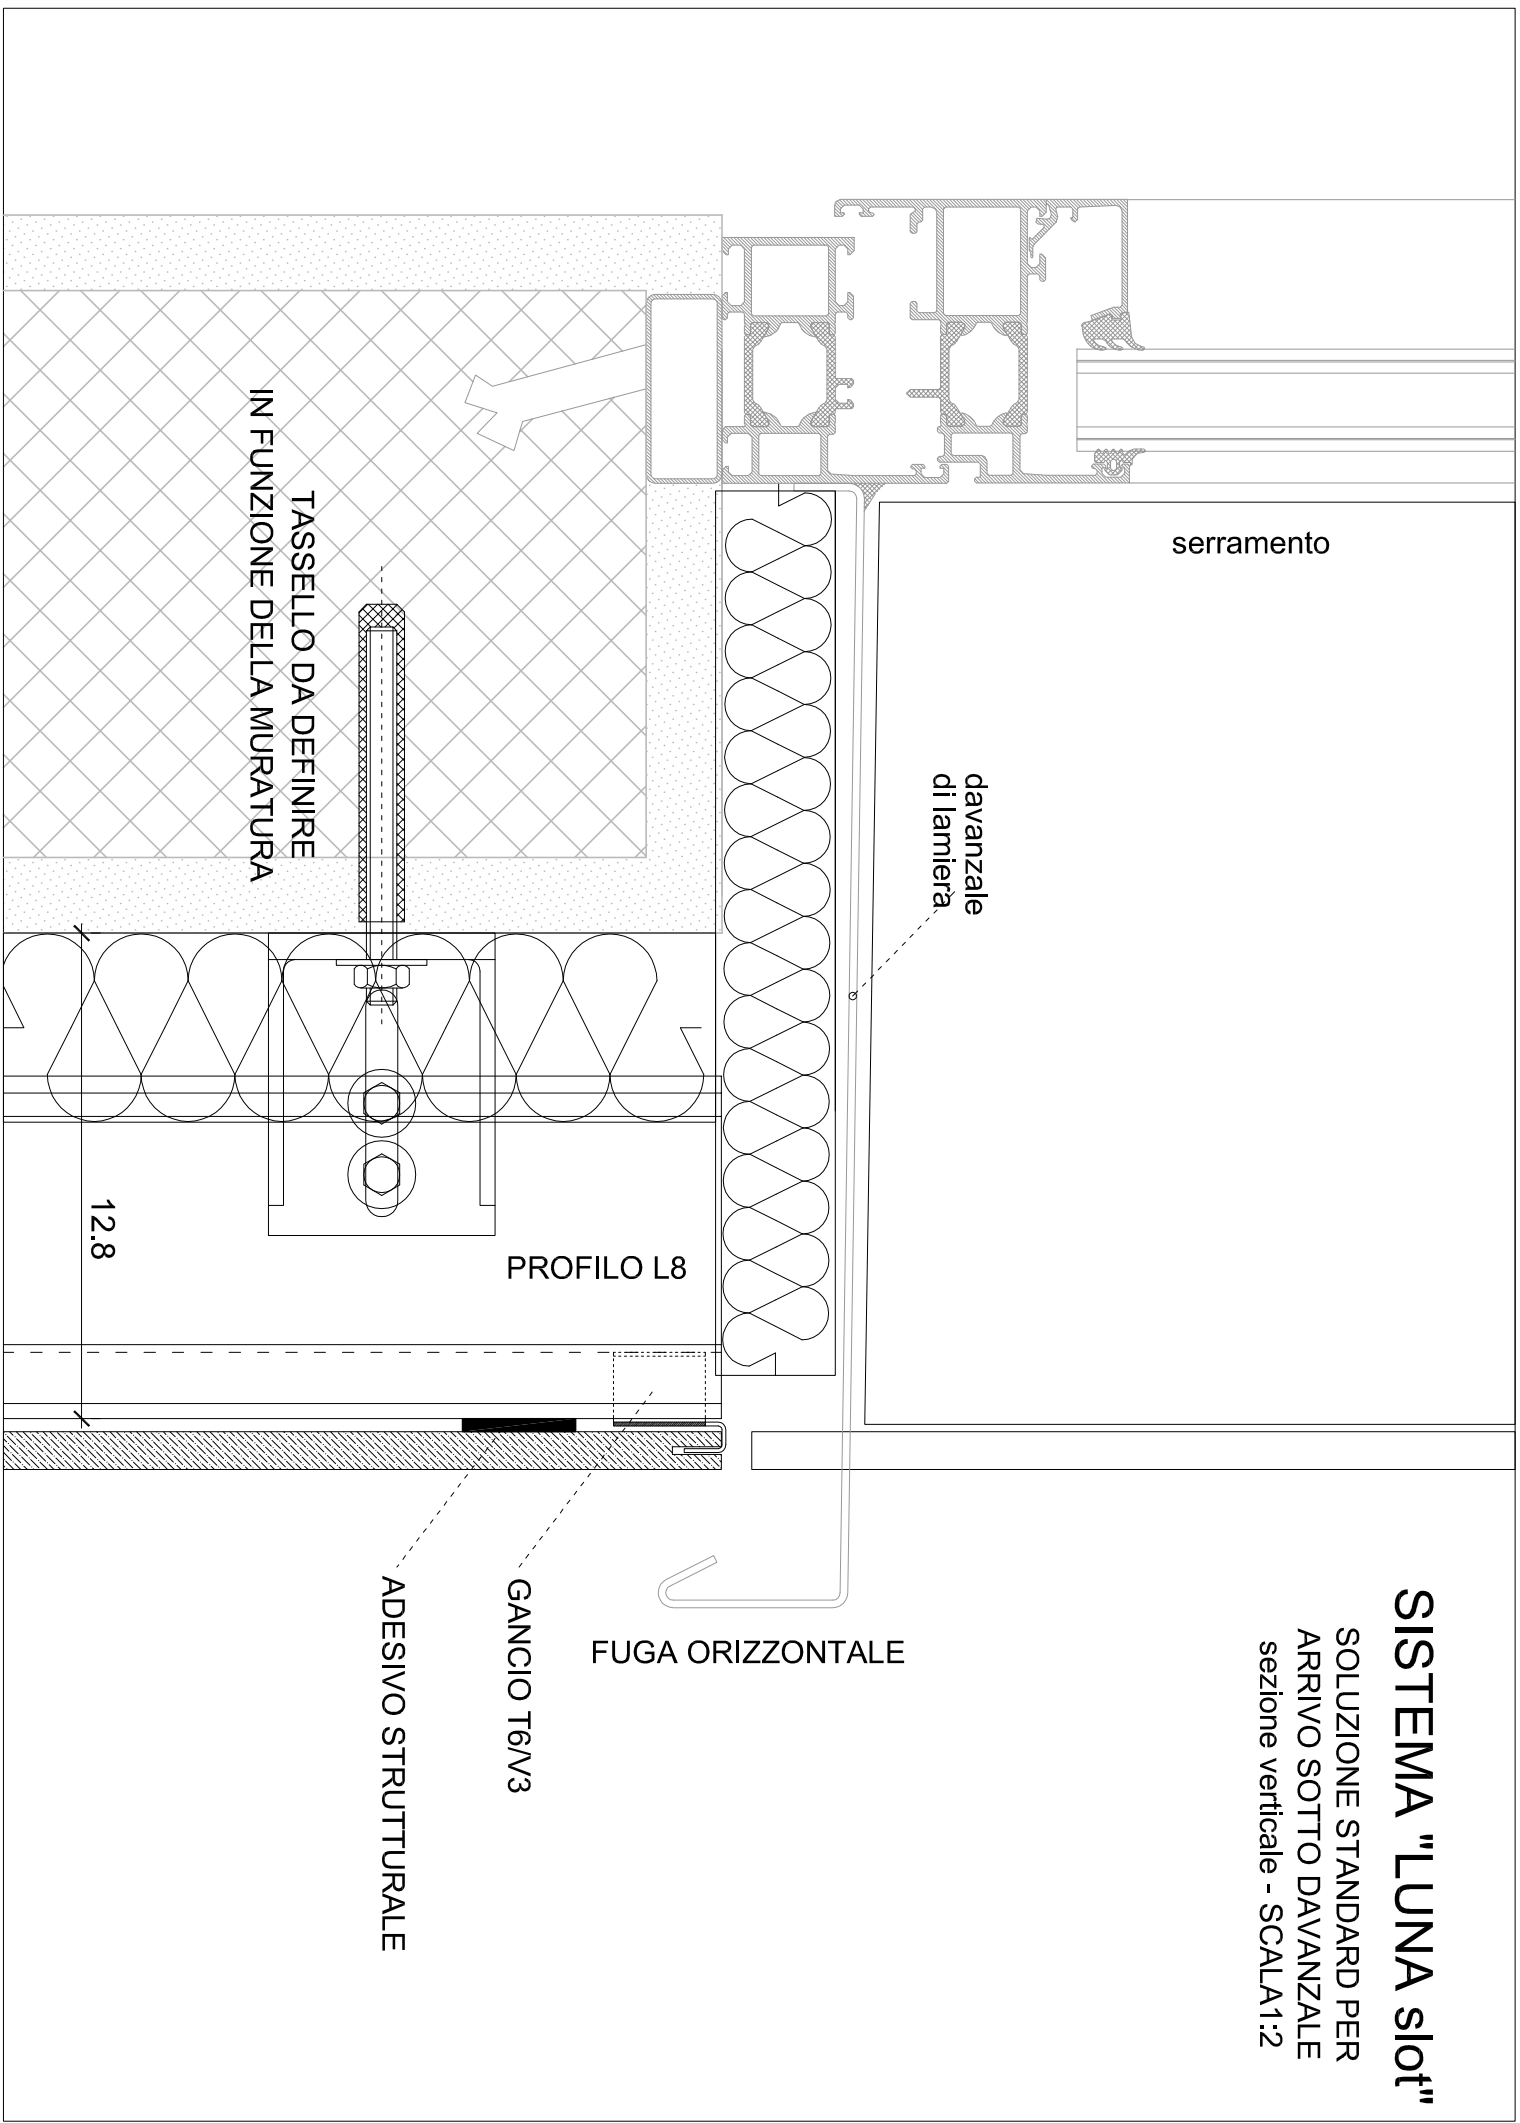 SISTEMA "LUNA slot"
SOLUZIONE STANDARD PER
ARRIVO SOTTO DAVANZALE
sezione verticale - SCALA1:2
serramento
davanzale
di lamiera
TASSELLO DA DEFINIRE
IN FUNZIONE DELLA MURATURA
PROFILO L8
12.8
FUGA ORIZZONTALE
GANCIO T6/V3
ADESIVO STRUTTURALE